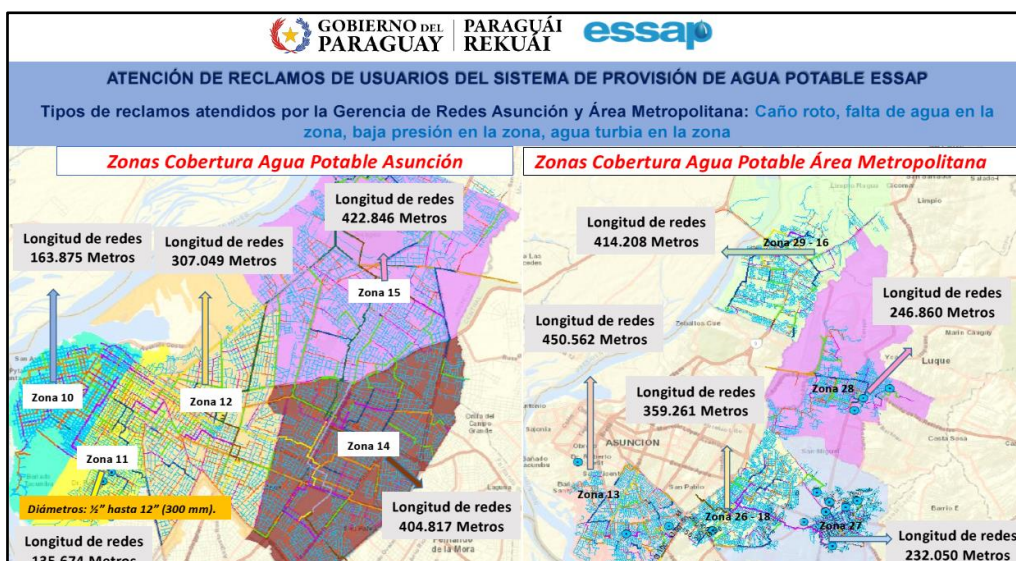 GOBIERNO DEL PARAGUAY
PARAGUÁI REKUÁI
essap
ATENCIÓN DE RECLAMOS DE USUARIOS DEL SISTEMA DE PROVISIÓN DE AGUA POTABLE ESSAP
Tipos de reclamos atendidos por la Gerencia de Redes Asunción y Área Metropolitana: Caño roto, falta de agua en la
zona, baja presión en la zona, agua turbia en la zona
Zonas Cobertura Agua Potable Asunción
Longitud de redes
422.846 Metros
Longitud de redes
163.875 Metros
Longitud de redes
307.049 Metros
Zona 15
Zona 10
Zona 12
Zona 11
Zona 14
Diámetros: ½" hasta 12" (300 mm).
Longitud de redes
404.817 Metros
Longitud de redes
135.674 Metros
Fernando
de la Mora
Zonas Cobertura Agua Potable Área Metropolitana
Limpio
Longitud de redes
414.208 Metros
Zona 29 - 16
Longitud de redes
246.860 Metros
Longitud de redes
450.562 Metros
Luque
Longitud de redes
359.261 Metros
Zona 28
ASUNCION
San Pablo
Zona 13
Zona 26 - 18
Zona 27
Longitud de redes
232.050 Metros